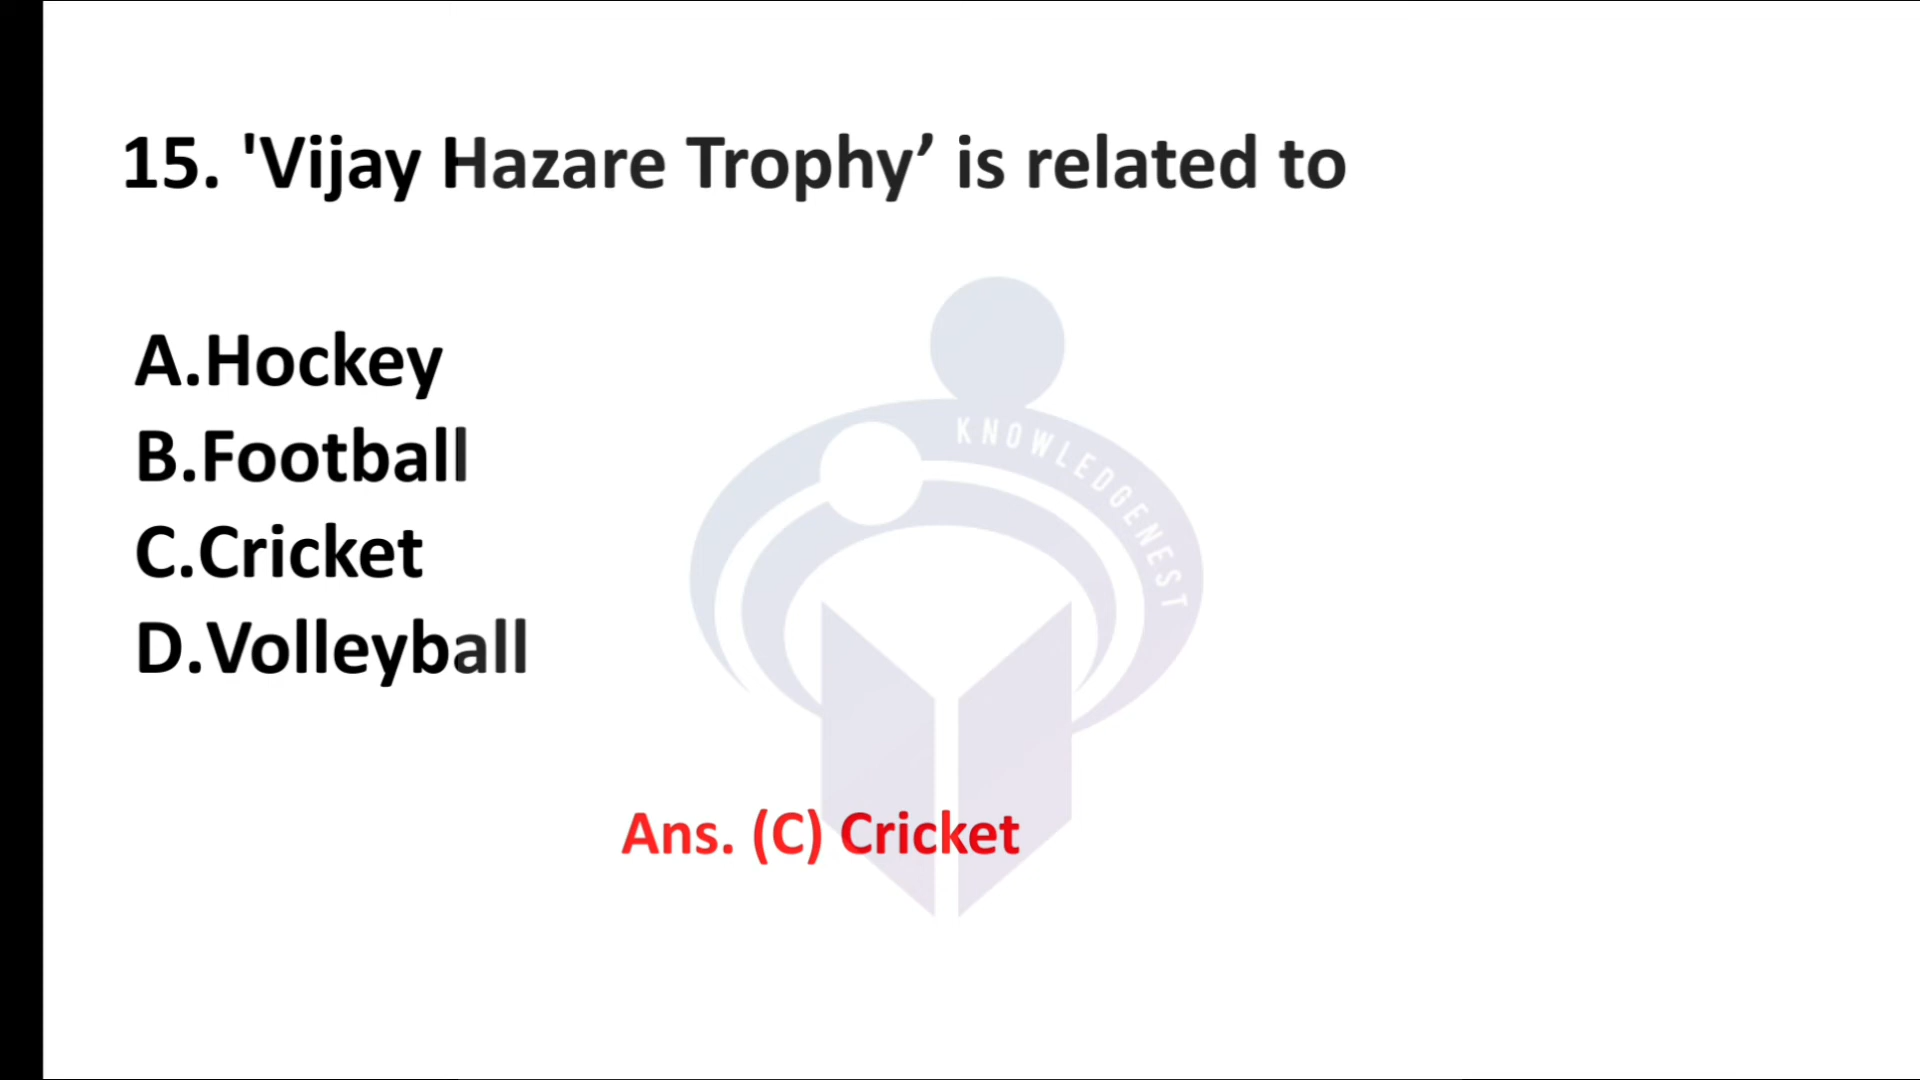 15. 'Vijay Hazare Trophy’ is related to
A.Hockey
B.Football
C.Cricket
D.Volleyball
KNOWLEDGENEST
Ans. (C) Cricket